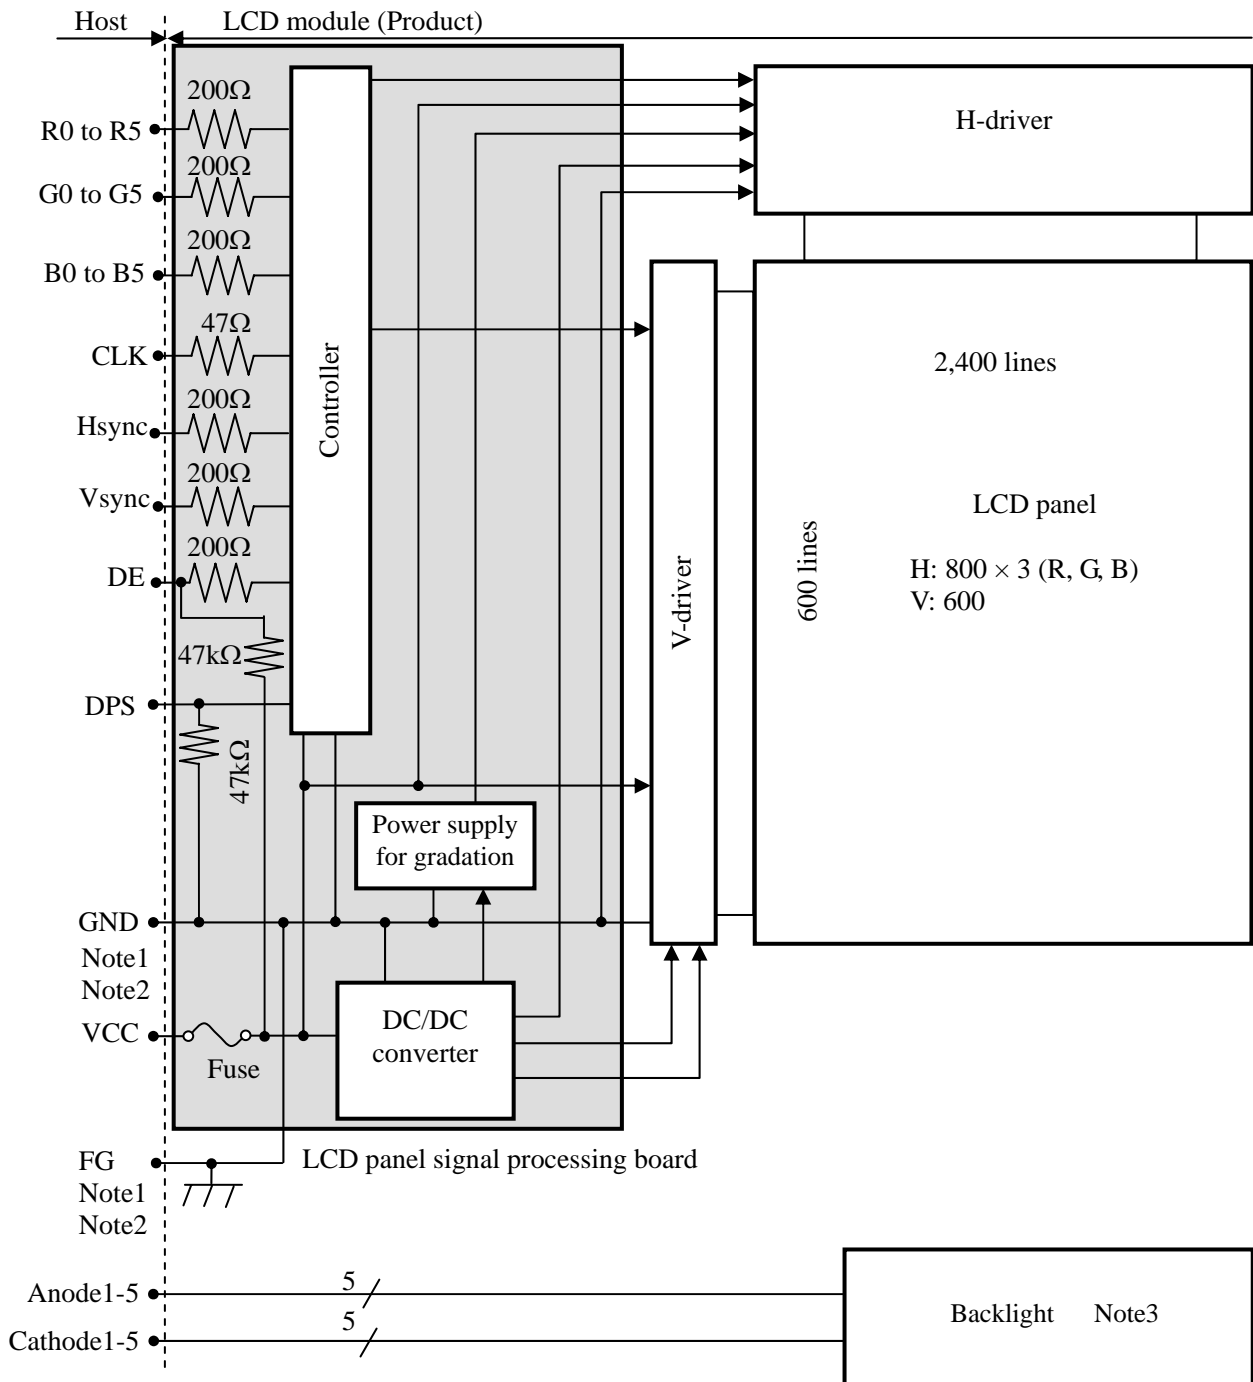 Host
LCD module (Product)
200Ω
R0 to R5
200Ω
G0 to G5
200Ω
B0 to B5
47Ω
CLK
200Ω
Hsync
200Ω
Vsync
200Ω
DE
47kΩ
DPS
47kΩ
Controller
H-driver
V-driver
2,400 lines
600 lines
LCD panel
H: 800 × 3 (R, G, B)
V: 600
Power supply
for gradation
GND
Note1
Note2
VCC
Fuse
DC/DC
converter
FG
Note1
Note2
LCD panel signal processing board
Anode1-5
5
Cathode1-5
5
Backlight Note3